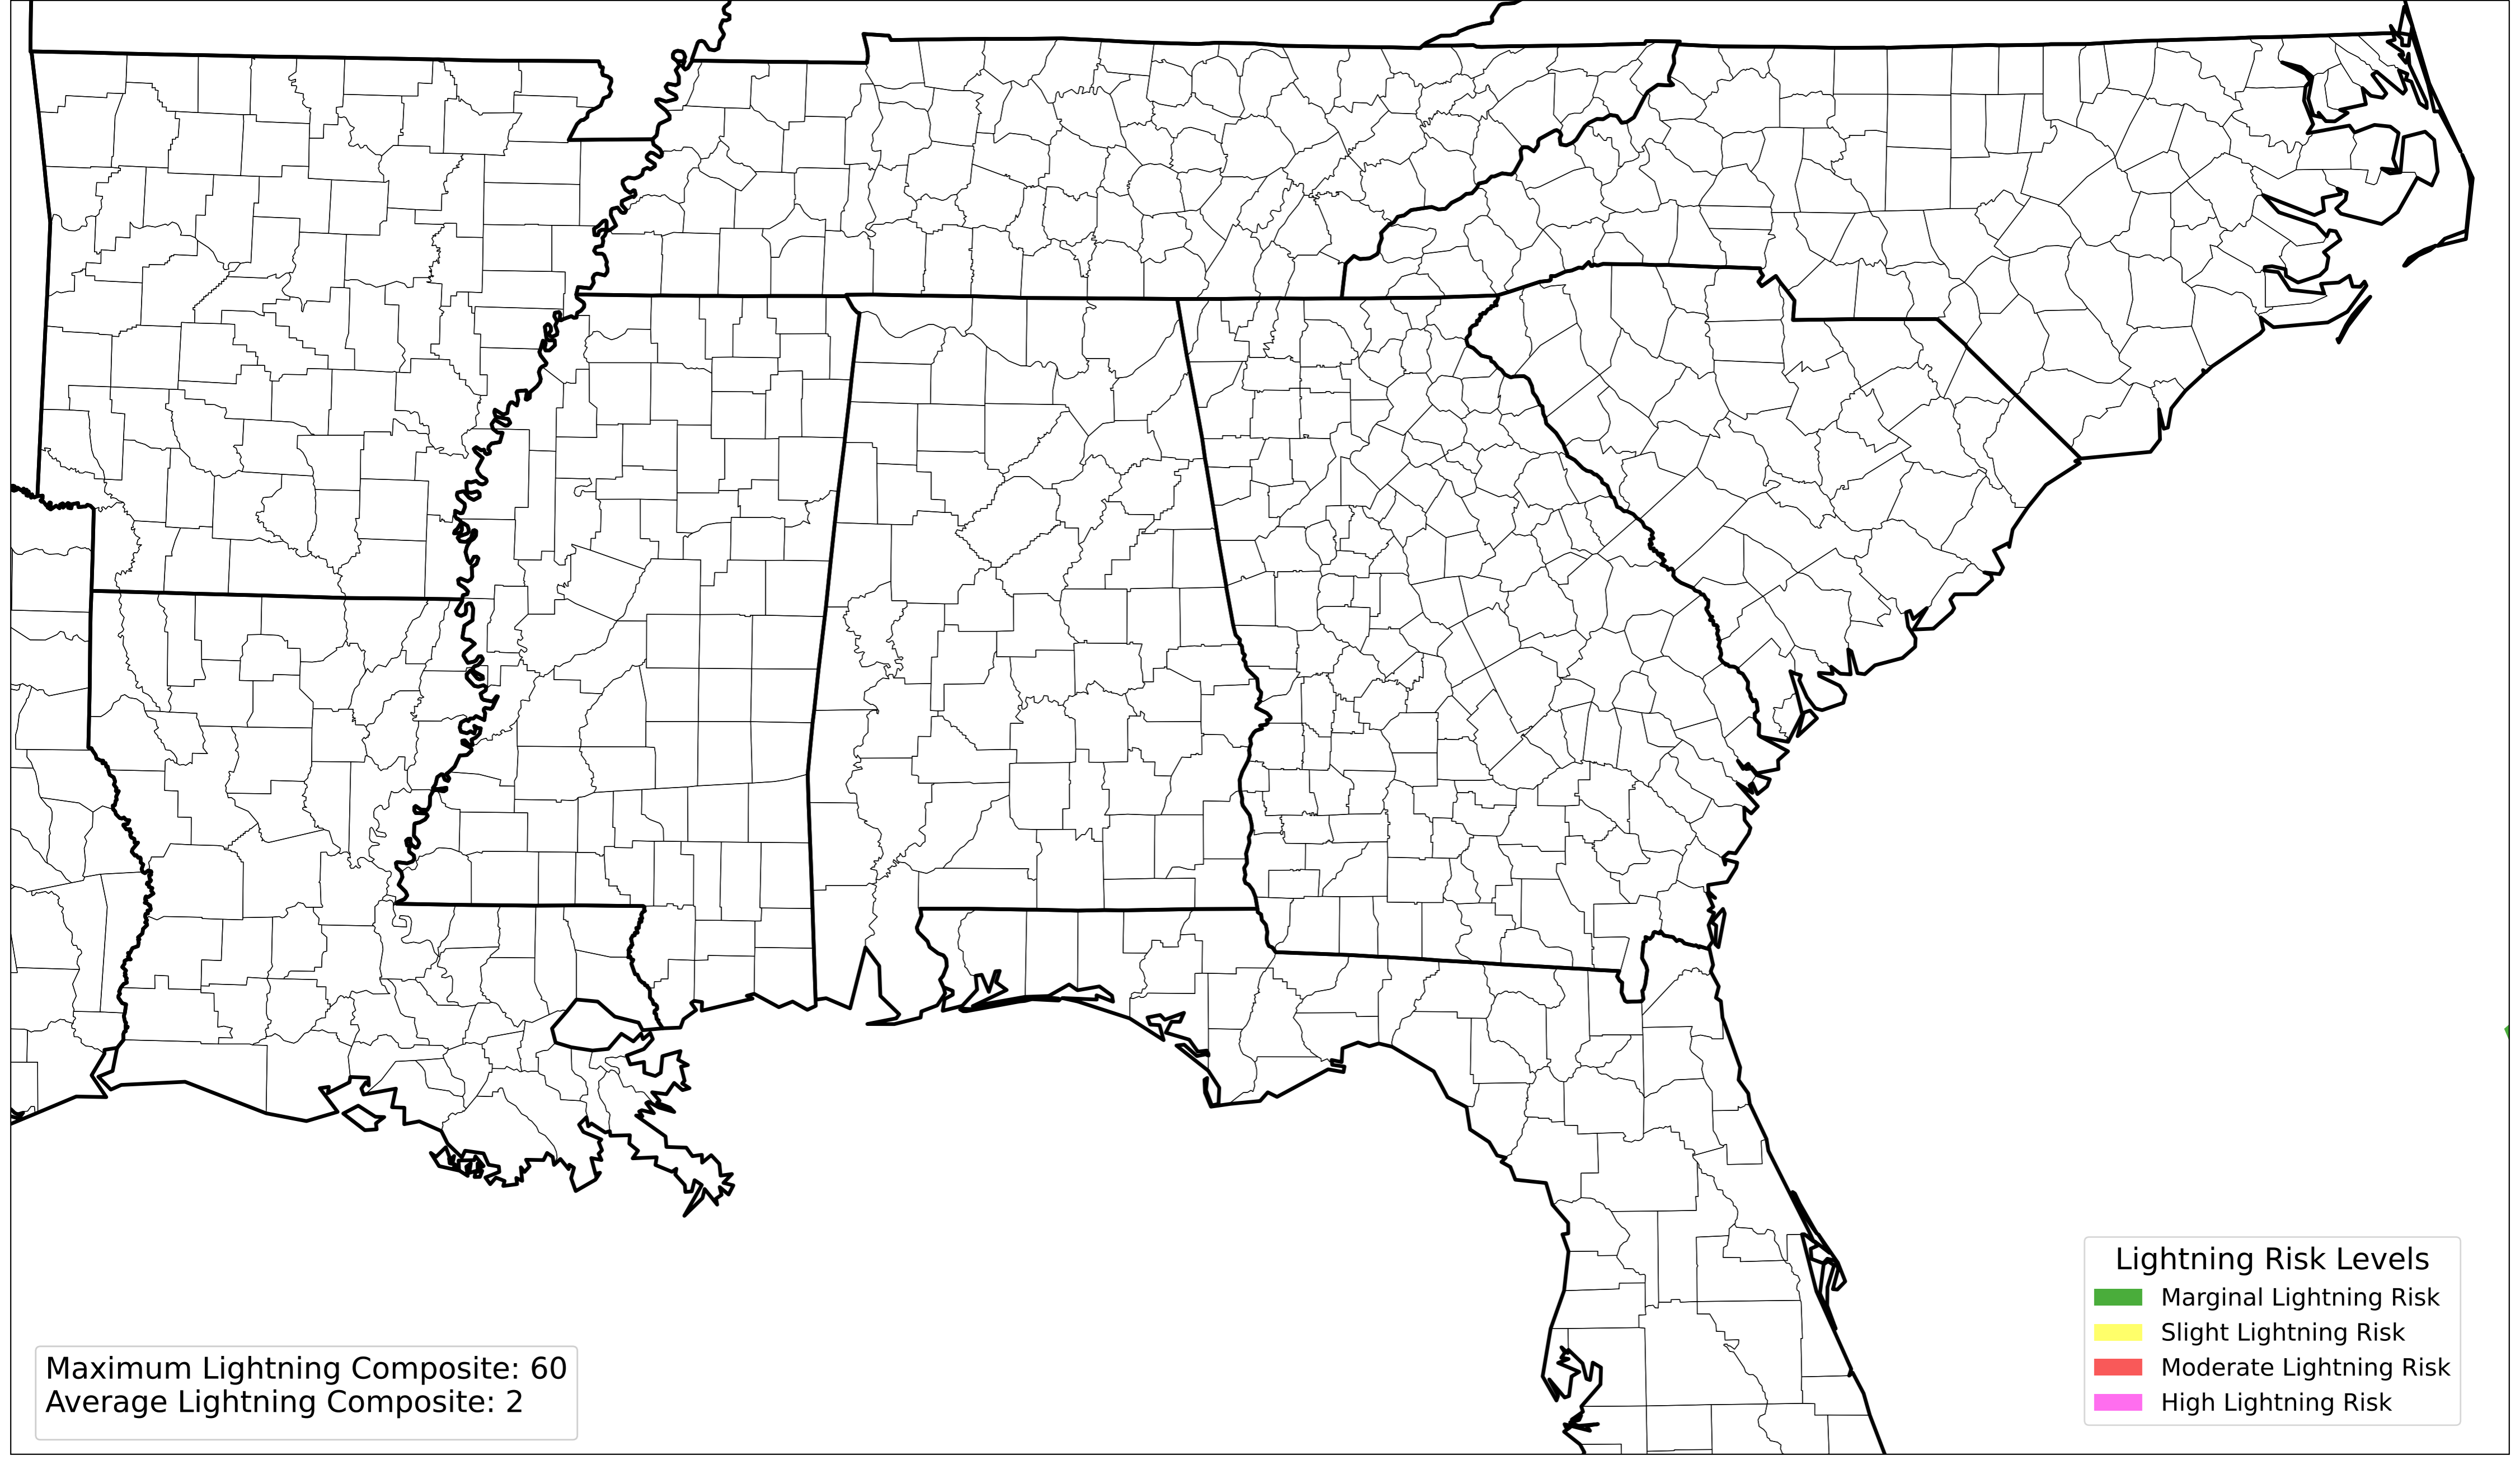 Maximum Lightning Composite: 60
Average Lightning Composite: 2
Lightning Risk Levels
Marginal Lightning Risk
Slight Lightning Risk
Moderate Lightning Risk
High Lightning Risk